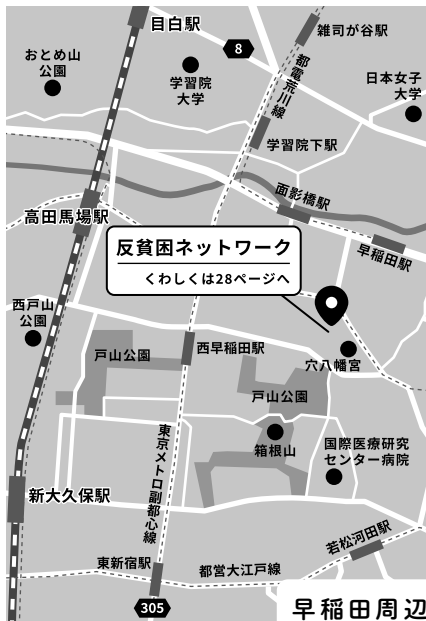 目白駅
8
雑司が谷駅
おとめ山
公園
学習院
大学
都電荒川線
日本女子
大学
学習院下駅
面影橋駅
高田馬場駅
早稲田駅
反貧困ネットワーク
くわしくは28ページへ
西戸山
公園
戸山公園
西早稲田駅
穴八幡宮
戸山公園
東京メトロ副都心線
箱根山
国際医療研究
センター病院
新大久保駅
若松河田駅
東新宿駅
都営大江戸線
305
早稲田周辺